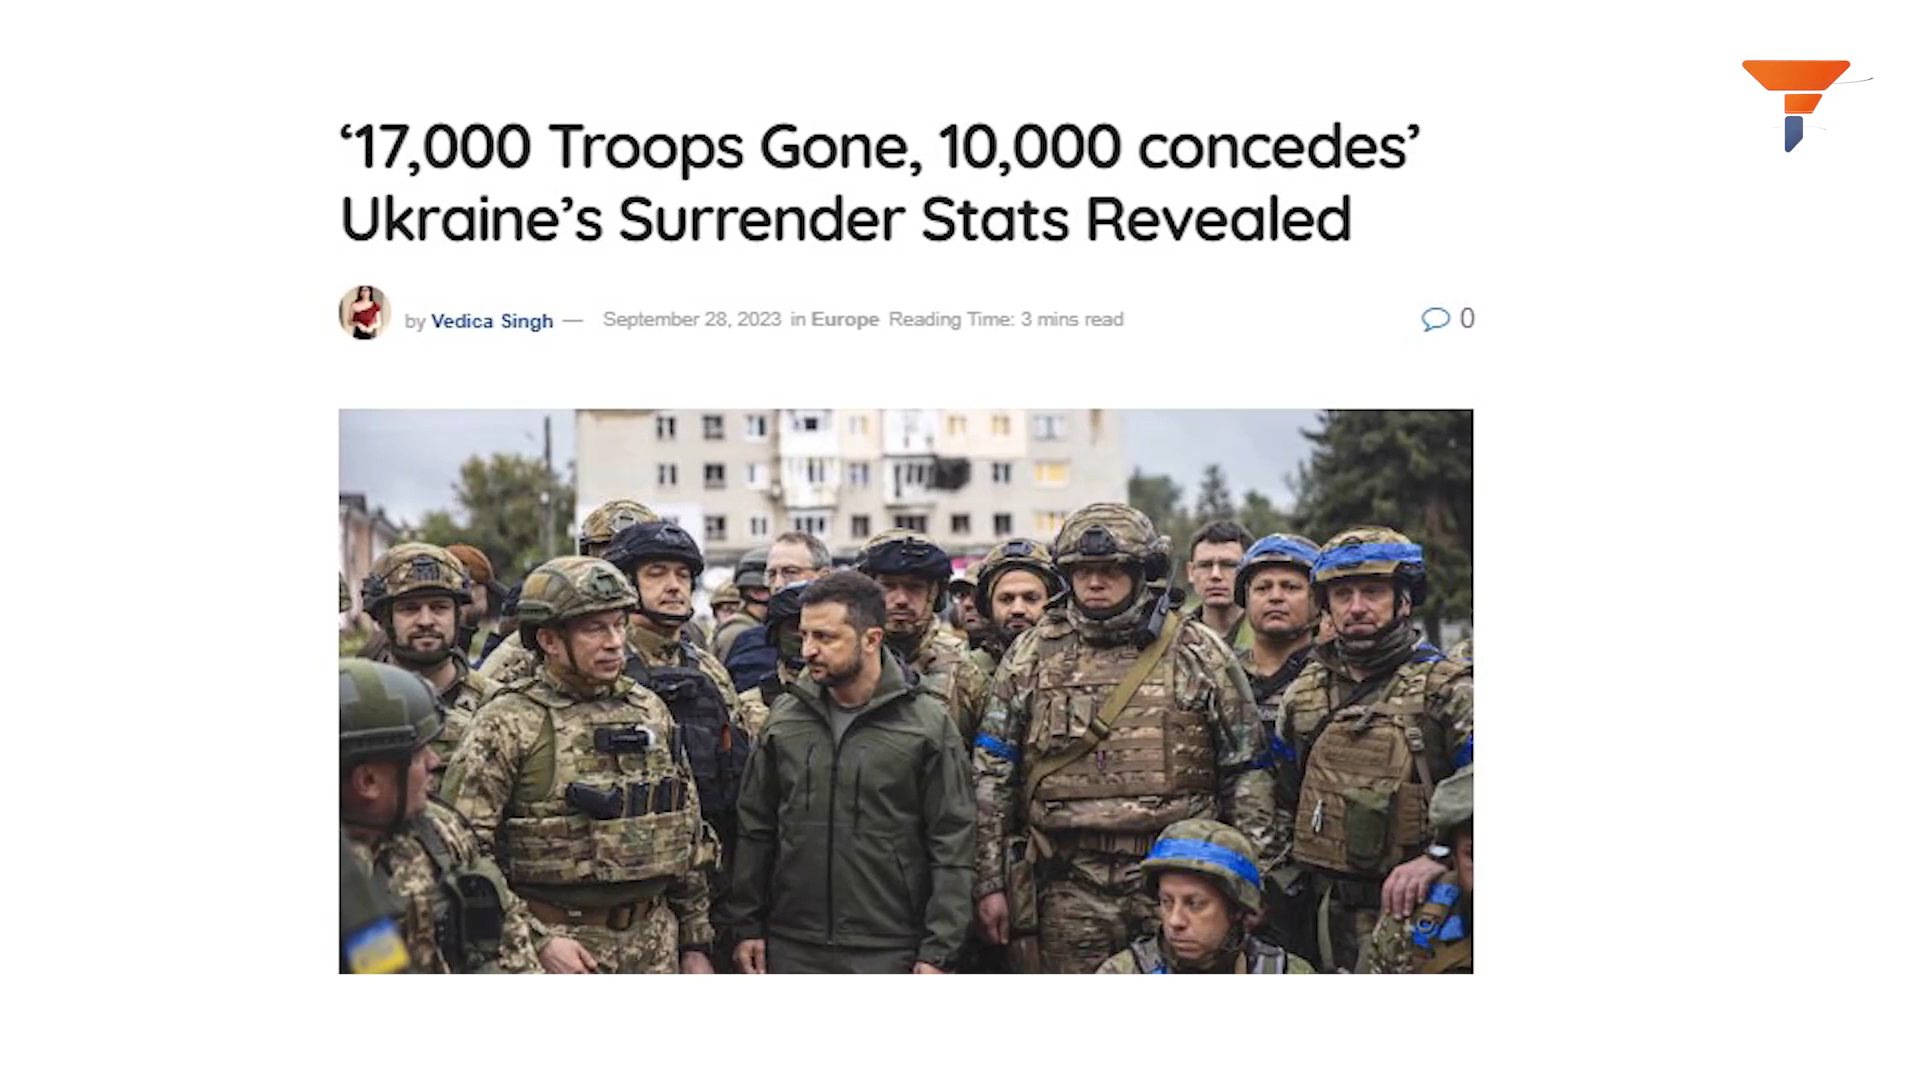 ‘17,000 Troops Gone, 10,000 concedes’
Ukraine’s Surrender Stats Revealed
by Vedica Singh — September 28, 2023 in Europe Reading Time: 3 mins read 0